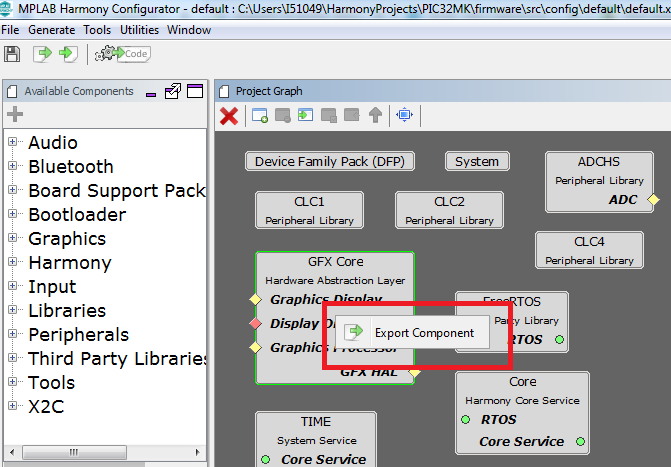 MPLAB Harmony Configurator - default : C:\Users\I51049\HarmonyProjects\PIC32MK\firmware\src\config\default\default.x
File Generate Tools Utilities Window
Code
Available Components
Audio
Bluetooth
Board Support Pack
Bootloader
Graphics
Harmony
Input
Libraries
Peripherals
Third Party Libraries
Tools
X2C
Project Graph
Device Family Pack (DFP)
System
ADCHS
Peripheral Library
ADC
CLC1
Peripheral Library
CLC2
Peripheral Library
CLC4
Peripheral Library
GFX Core
Hardware Abstraction Layer
Graphics Display
Display
Graphics Processor
GFX HAL
Export Component
FreeRTOS
Party Library
RTOS
Core
Harmony Core Service
RTOS
Core Service
TIME
System Service
Core Service